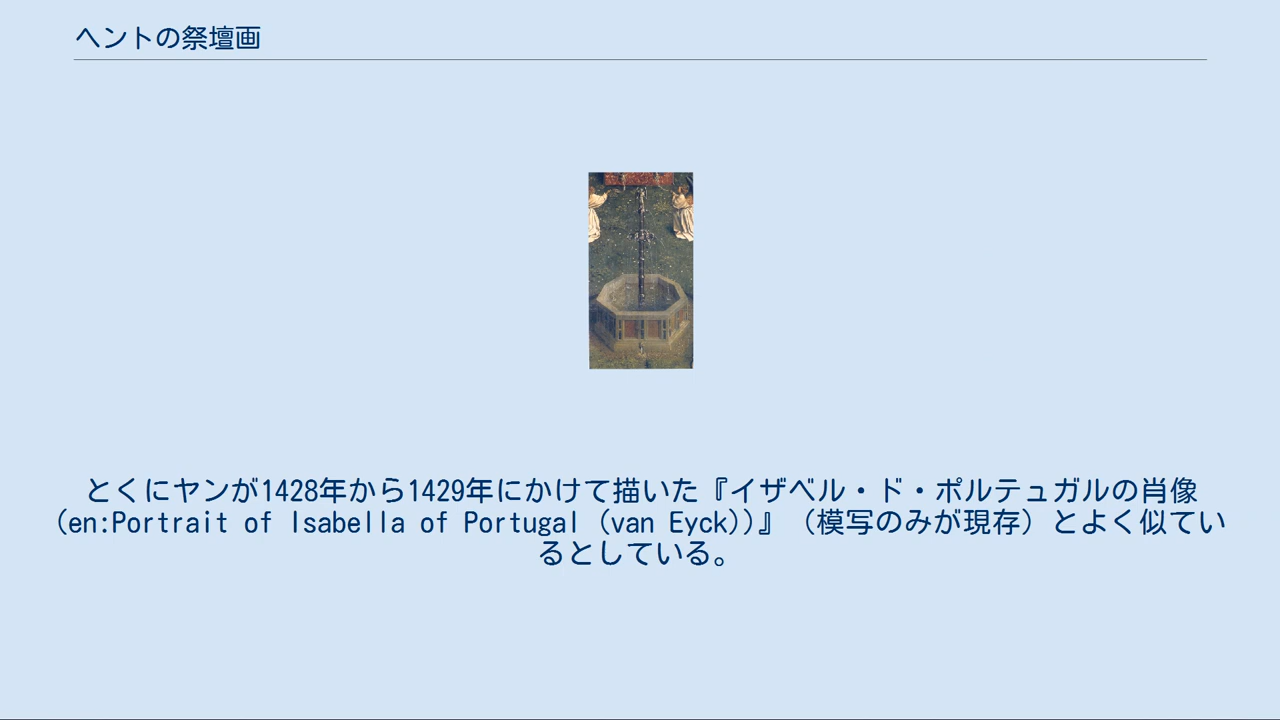 ヘントの祭壇画
とくにヤンが1428年から1429年にかけて描いた『イザベル・ド・ポルテュガルの肖像
(en:Portrait of Isabella of Portugal (van Eyck))』（模写のみが現存）とよく似てい
るとしている。